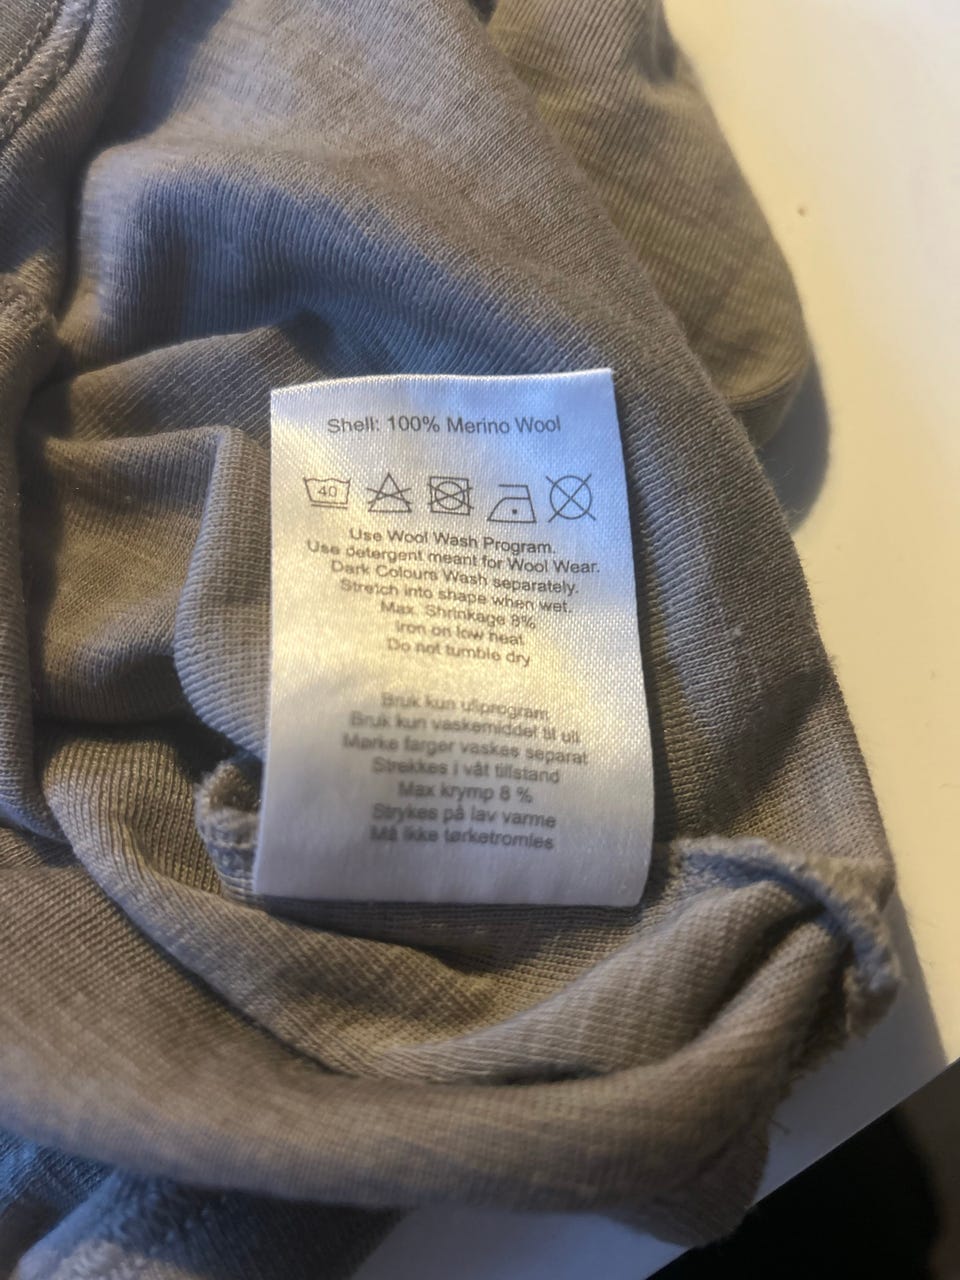 Shell: 100% Merino Wool
40
Use Wool Wash Program.
Use detergent meant for Wool Wear.
Dark Colours Wash separately.
Stretch into shape when wet.
Max. Shrinkage 8%
Iron on low heat
Do not tumble dry
Bruk kun ullprogram
Bruk kun vaskemiddel til ull
Mørke farger vaskes separat
Strekkes i våt tilstand
Max krymp 8 %
Strykes på lav varme
Må ikke tørketromles